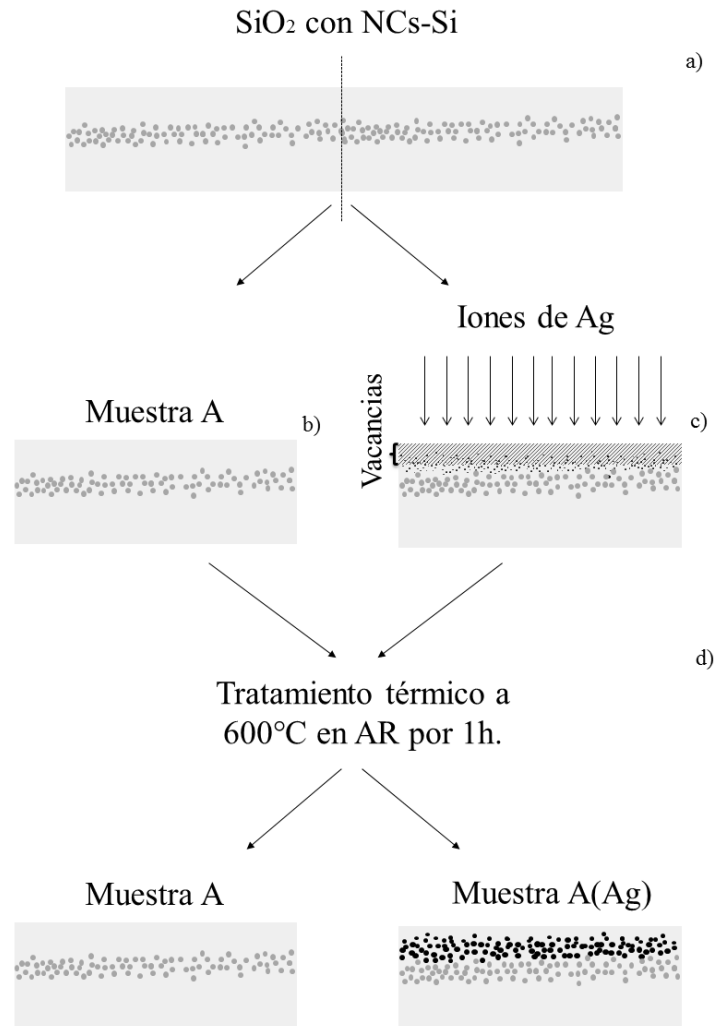 SiO₂ con NCs-Si
a)
Iones de Ag
Vacancias
Muestra A
b)
c)
d)
Tratamiento térmico a
600°C en AR por 1h.
Muestra A
Muestra A(Ag)